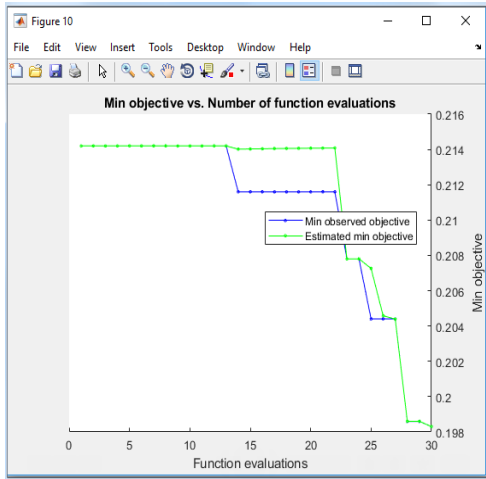 Figure 10
File Edit View Insert Tools Desktop Window Help
Min objective vs. Number of function evaluations
0.216
0.214
0.212
0.21
0.208
0.206
0.204
0.202
0.2
0.198
Min objective
Min observed objective
Estimated min objective
0 5 10 15 20 25 30
Function evaluations